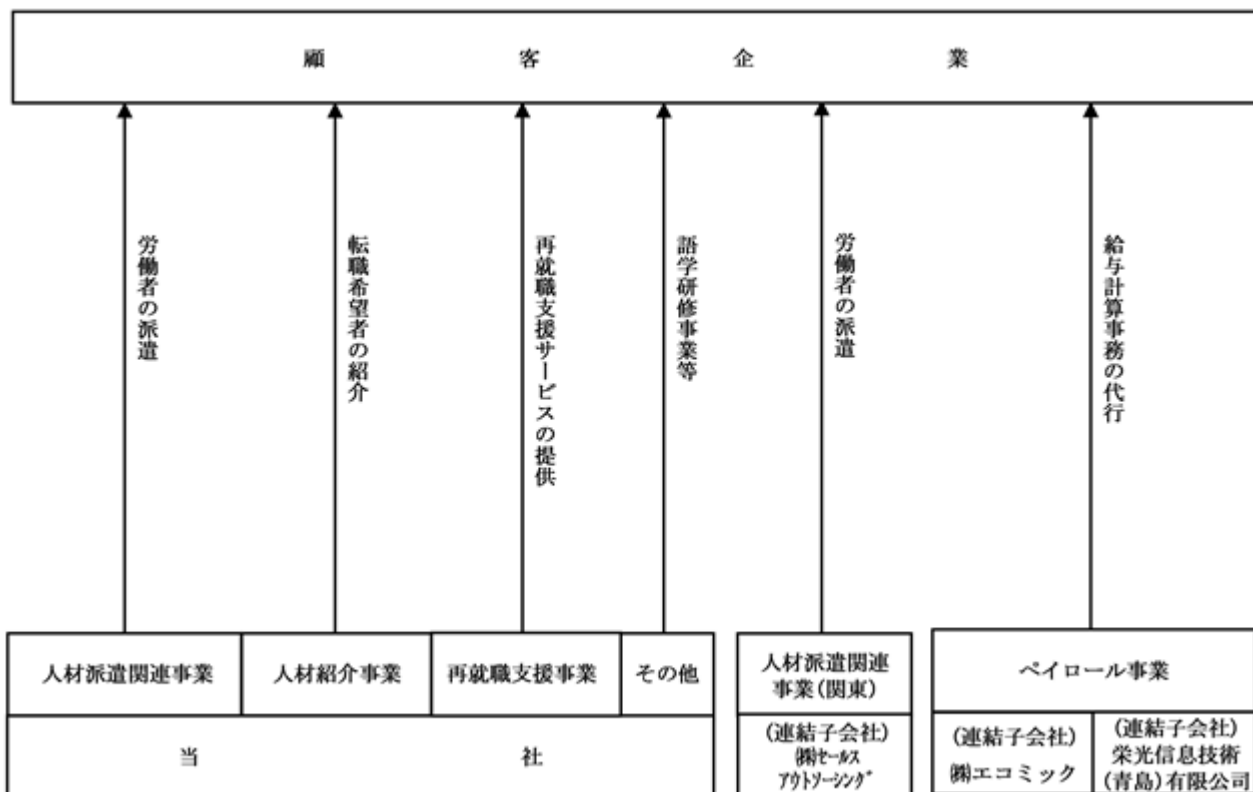 顧客企業
労働者の派遣
転職希望者の紹介
再就職支援サービスの提供
語学研修事業等
労働者の派遣
給与計算事務の代行
人材派遣関連事業
人材紹介事業
再就職支援事業
その他
当社
人材派遣関連
事業(関東)
(連結子会社)
㈱ｾｰﾙｽ
ｱｳﾄｿｰｼﾝｸﾞ
ペイロール事業
(連結子会社)
㈱エコミック
(連結子会社)
栄光信息技術
(青島)有限公司